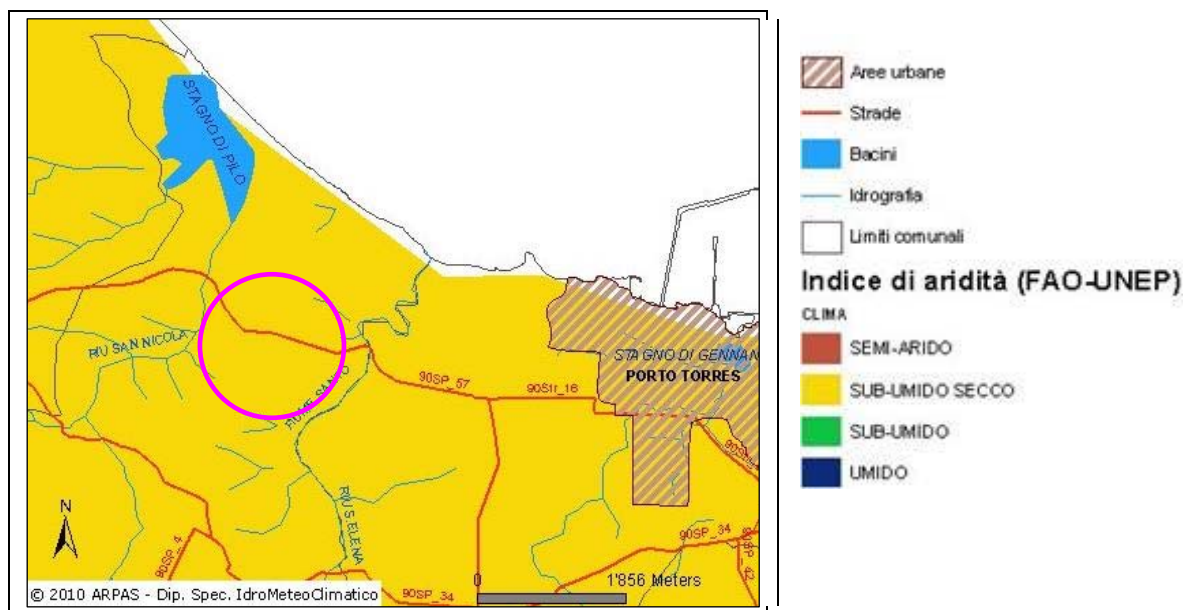 STAGNO DI PILO
RIU SAN NICOLA
FIUME SANTO
90SP_57
90Str_16
STAGNO DI GENNAN
PORTO TORRES
RIU S.ELENA
90SP_4
90SP_34
90SP_34
90SP_42
N
0
1'856 Meters
© 2010 ARPAS - Dip. Spec. IdroMeteoClimatico
Aree urbane
Strade
Bacini
Idrografia
Limiti comunali
Indice di aridità (FAO-UNEP)
CLIMA
SEMI-ARIDO
SUB-UMIDO SECCO
SUB-UMIDO
UMIDO